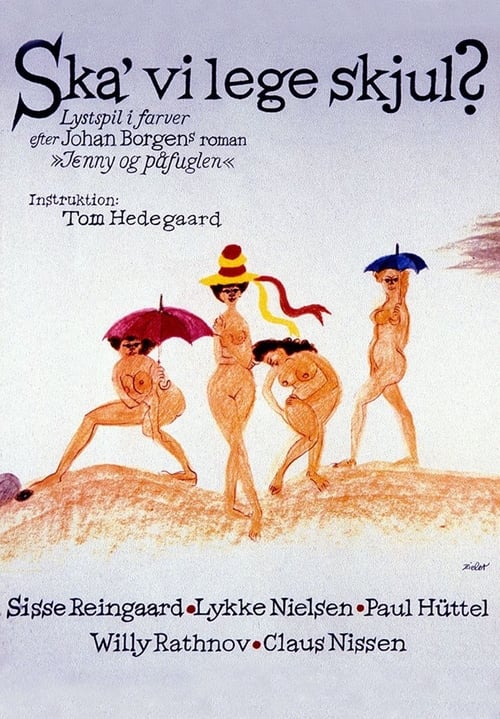 Ska' vi lege skjul?
Lystspil i farver
efter Johan Borgens roman
»Jenny og påfuglen«
Instruktion:
Tom Hedegaard
zieler
Sisse Reingaard • Lykke Nielsen • Paul Hüttel
Willy Rathnov • Claus Nissen